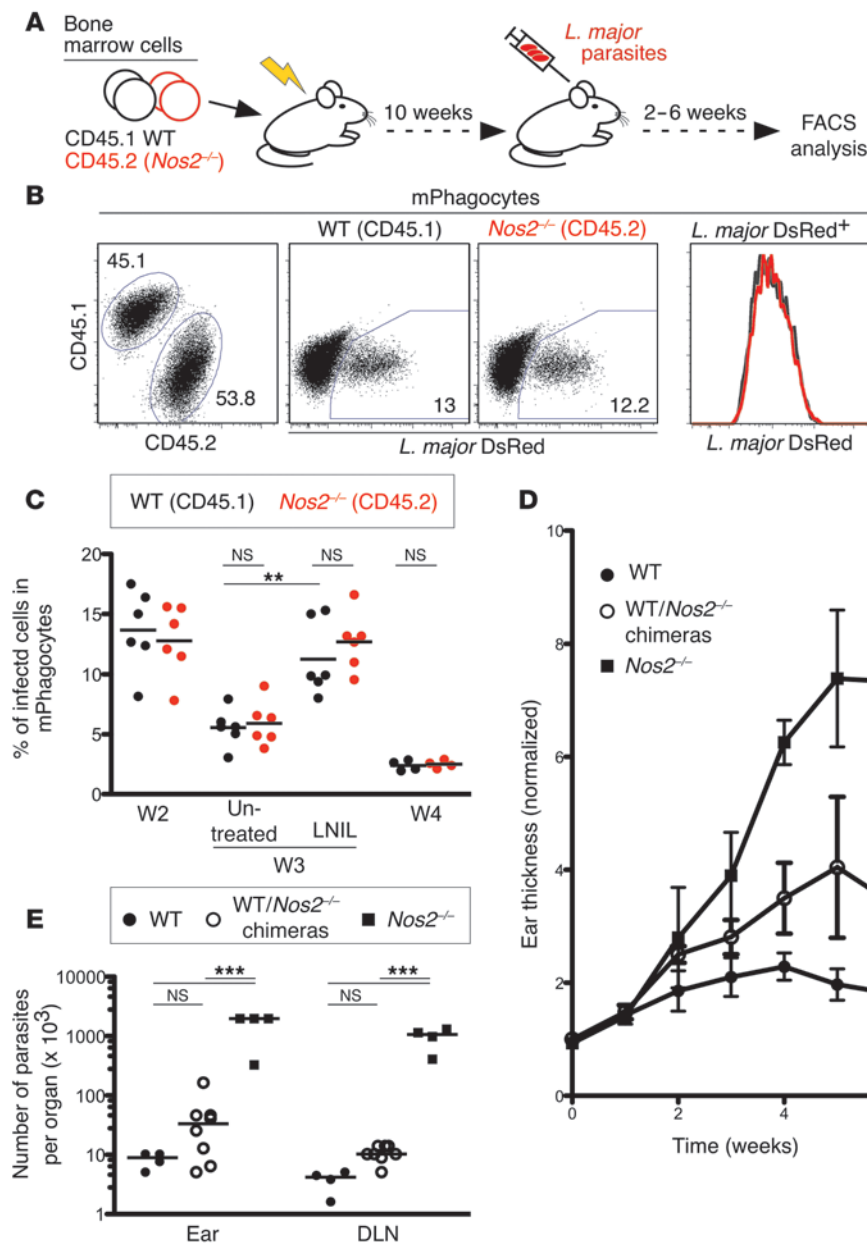 A
Bone
marrow cells
CD45.1 WT
CD45.2 (Nos2–/–)
10 weeks
L. major
parasites
2–6 weeks
FACS
analysis
B
mPhagocytes
WT (CD45.1)
Nos2–/– (CD45.2)
L. major DsRed+
45.1
53.8
CD45.1
CD45.2
13
12.2
L. major DsRed
L. major DsRed
C
WT (CD45.1)
Nos2–/– (CD45.2)
% of infectd cells in
mPhagocytes
20
15
10
5
0
NS
**
NS
NS
W2
Un-
treated
LNIL
W3
W4
D
Ear thickness (normalized)
10
8
6
4
2
0
WT
WT/Nos2–/–
chimeras
Nos2–/–
0
2
4
Time (weeks)
E
WT
WT/Nos2–/–
chimeras
Nos2–/–
Number of parasites
per organ (x 103)
10000
1000
100
10
1
***
NS
***
NS
Ear
DLN